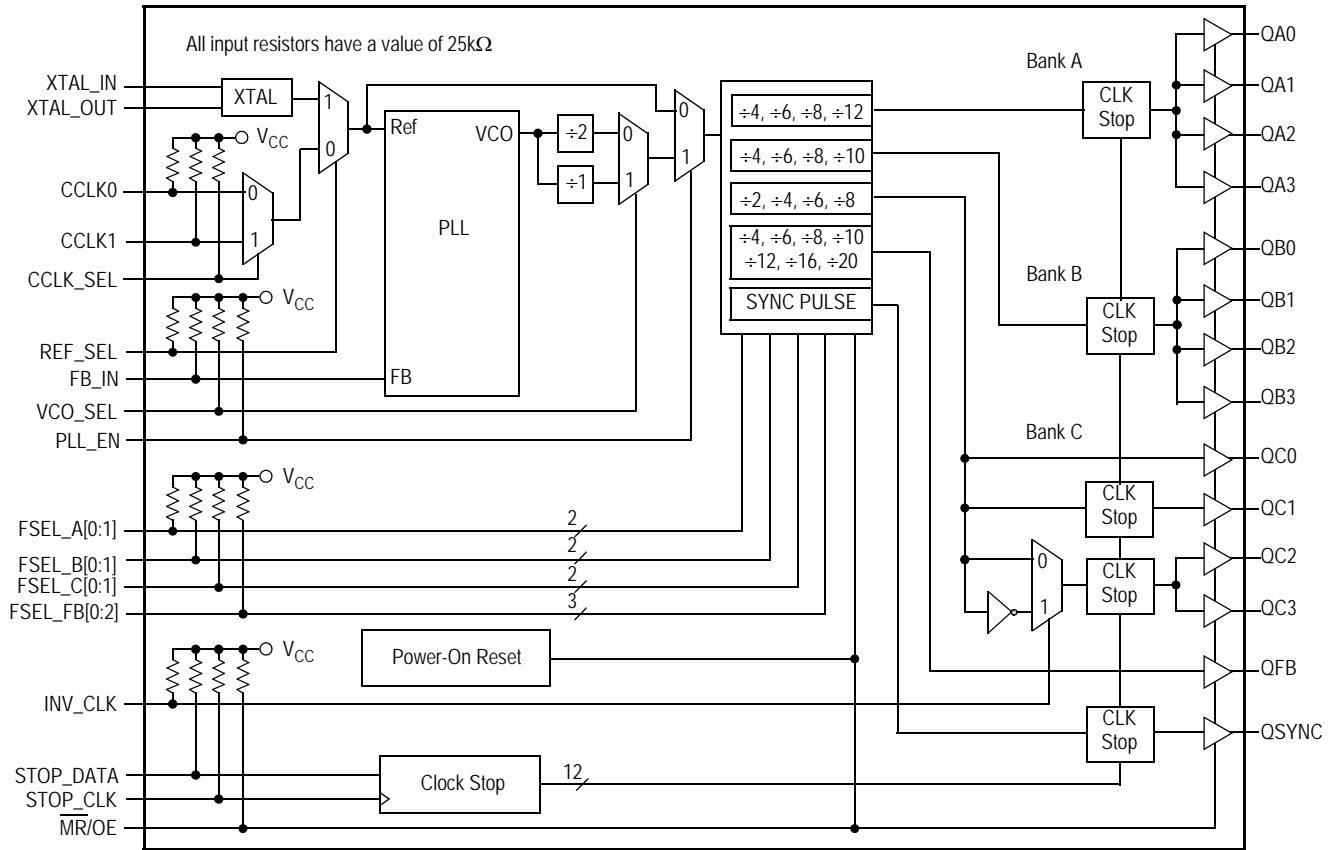 All input resistors have a value of 25kΩ
XTAL_IN
XTAL_OUT
XTAL
1
0
VCC
CCLK0
CCLK1
CCLK_SEL
0
1
VCC
REF_SEL
FB_IN
VCO_SEL
PLL_EN
Ref
VCO
PLL
FB
÷2
÷1
0
1
0
1
÷4, ÷6, ÷8, ÷12
÷4, ÷6, ÷8, ÷10
÷2, ÷4, ÷6, ÷8
÷4, ÷6, ÷8, ÷10
÷12, ÷16, ÷20
SYNC PULSE
Bank A
CLK
Stop
QA0
QA1
QA2
QA3
Bank B
CLK
Stop
QB0
QB1
QB2
QB3
Bank C
QC0
CLK
Stop
QC1
0
1
CLK
Stop
QC2
QC3
QFB
CLK
Stop
QSYNC
VCC
FSEL_A[0:1]
2
FSEL_B[0:1]
2
FSEL_C[0:1]
2
FSEL_FB[0:2]
3
Power-On Reset
VCC
INV_CLK
STOP_DATA
STOP_CLK
MR/OE
Clock Stop
12